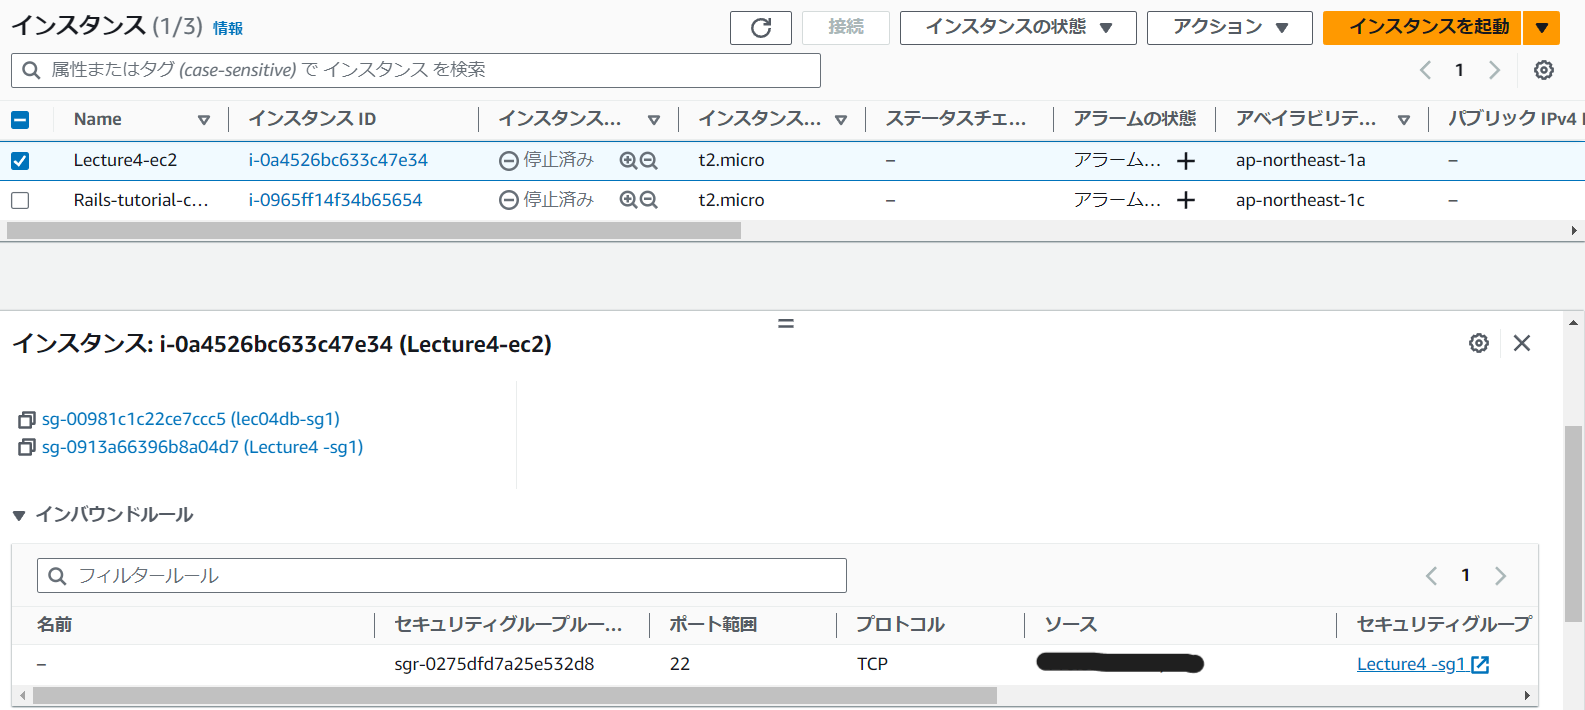 インスタンス (1/3) 情報 接続 インスタンスの状態 アクション インスタンスを起動
属性またはタグ (case-sensitive) で インスタンス を検索 1
Name インスタンス ID インスタンス... インスタンス... ステータスチェ... アラームの状態 アベイラビリテ... パブリック IPv4
Lecture4-ec2 i-0a4526bc633c47e34 停止済み t2.micro – アラーム... + ap-northeast-1a –
Rails-tutorial-c... i-0965ff14f34b65654 停止済み t2.micro – アラーム... + ap-northeast-1c –
インスタンス: i-0a4526bc633c47e34 (Lecture4-ec2)
sg-00981c1c22ce7ccc5 (lec04db-sg1)
sg-0913a66396b8a04d7 (Lecture4 -sg1)
インバウンドルール
フィルタールール 1
名前 セキュリティグループルー... ポート範囲 プロトコル ソース セキュリティグループ
– sgr-0275dfd7a25e532d8 22 TCP Lecture4 -sg1